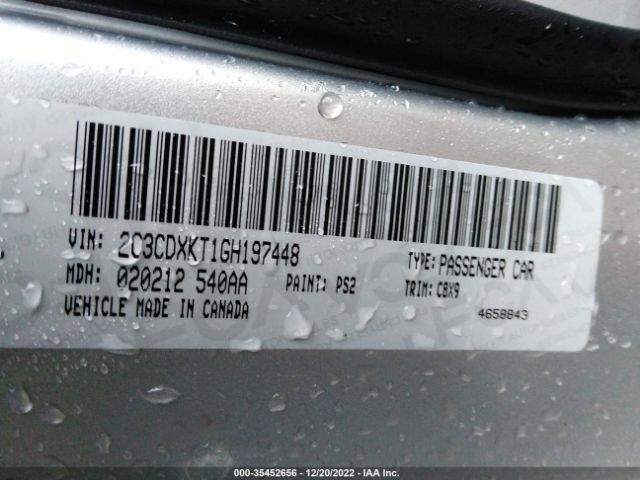 VIN: 2C3CDXKT1GH197448
TYPE: PASSENGER CAR
MDH: 020212 540AA
PAINT: PS2
TRIM: CBX9
VEHICLE MADE IN CANADA
4658843
000-35452656 - 12/20/2022 - IAA Inc.